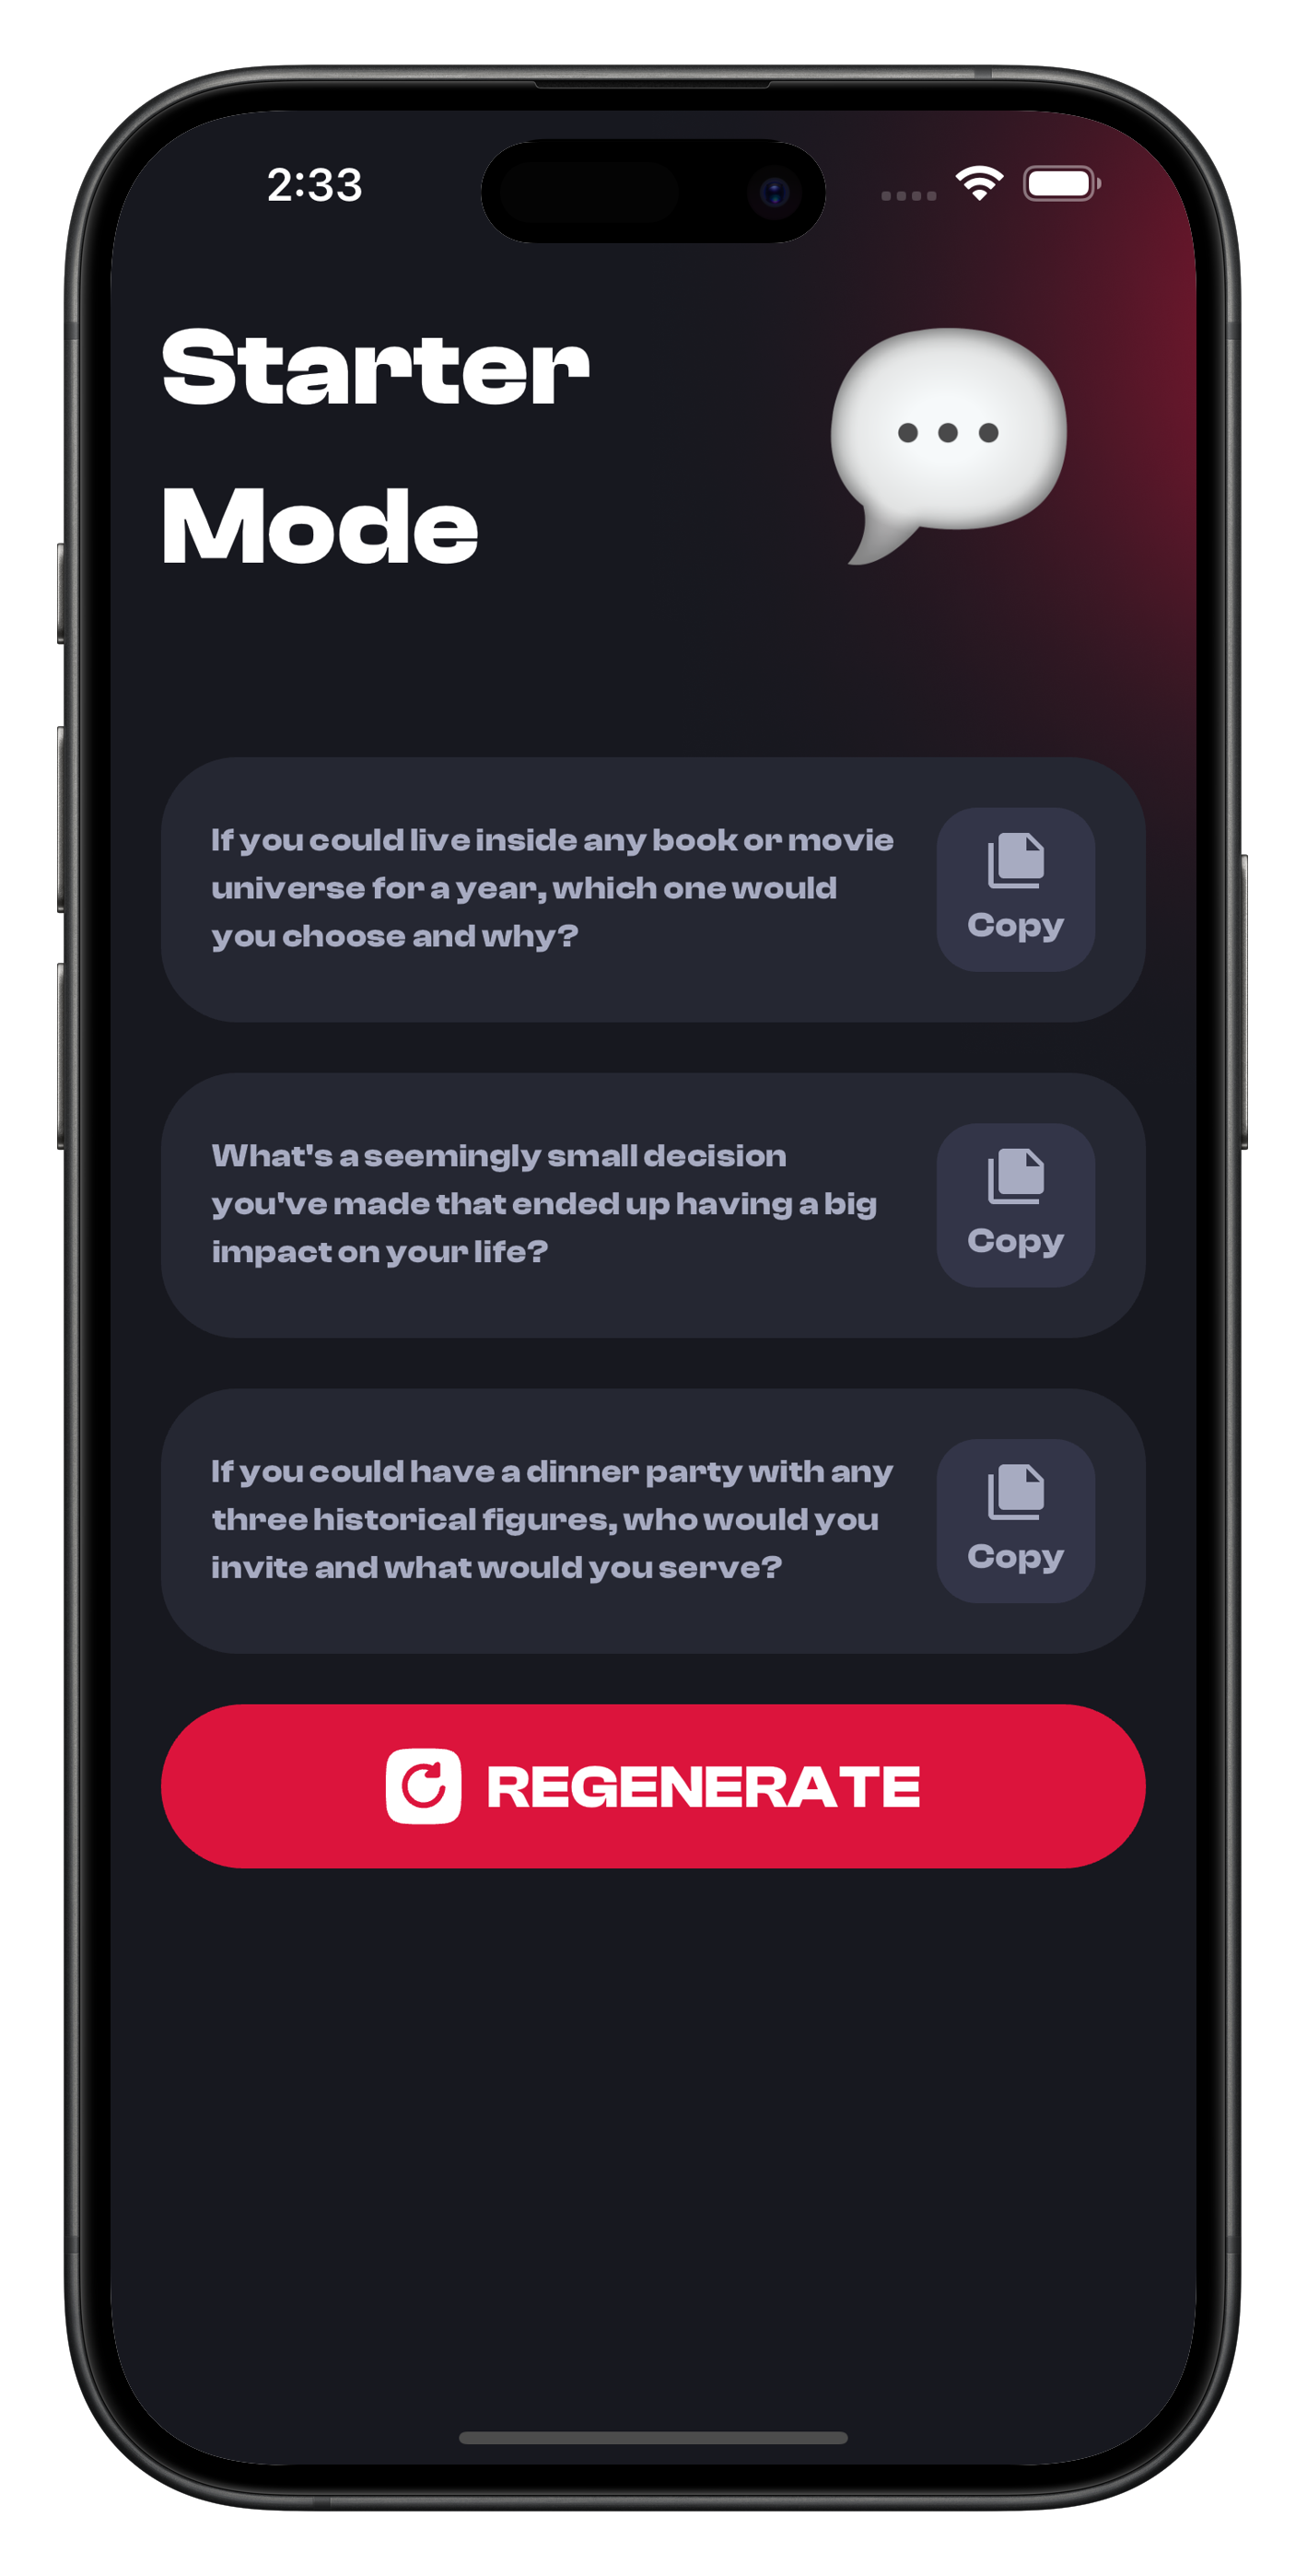 2:33
Starter
Mode
If you could live inside any book or movie
universe for a year, which one would
you choose and why?
Copy
What's a seemingly small decision
you've made that ended up having a big
impact on your life?
Copy
If you could have a dinner party with any
three historical figures, who would you
invite and what would you serve?
Copy
REGENERATE